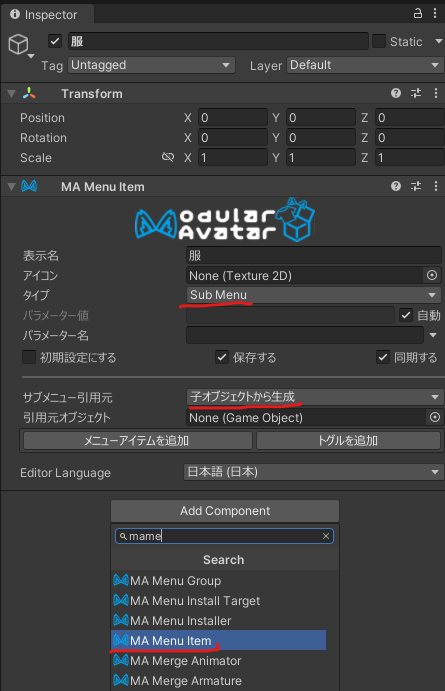 Inspector
服 Static
Tag Untagged Layer Default
Transform
Position X 0 Y 0 Z 0
Rotation X 0 Y 0 Z 0
Scale X 1 Y 1 Z 1
MA Menu Item
Modular
Avatar
表示名 服
アイコン None (Texture 2D)
タイプ Sub Menu
パラメーター値 自動
パラメーター名
初期設定にする 保存する 同期する
サブメニュー引用元 子オブジェクトから生成
引用元オブジェクト None (Game Object)
メニューアイテムを追加 トグルを追加
Editor Language 日本語 (日本)
Add Component
mame
Search
MA Menu Group
MA Menu Install Target
MA Menu Installer
MA Menu Item
MA Merge Animator
MA Merge Armature